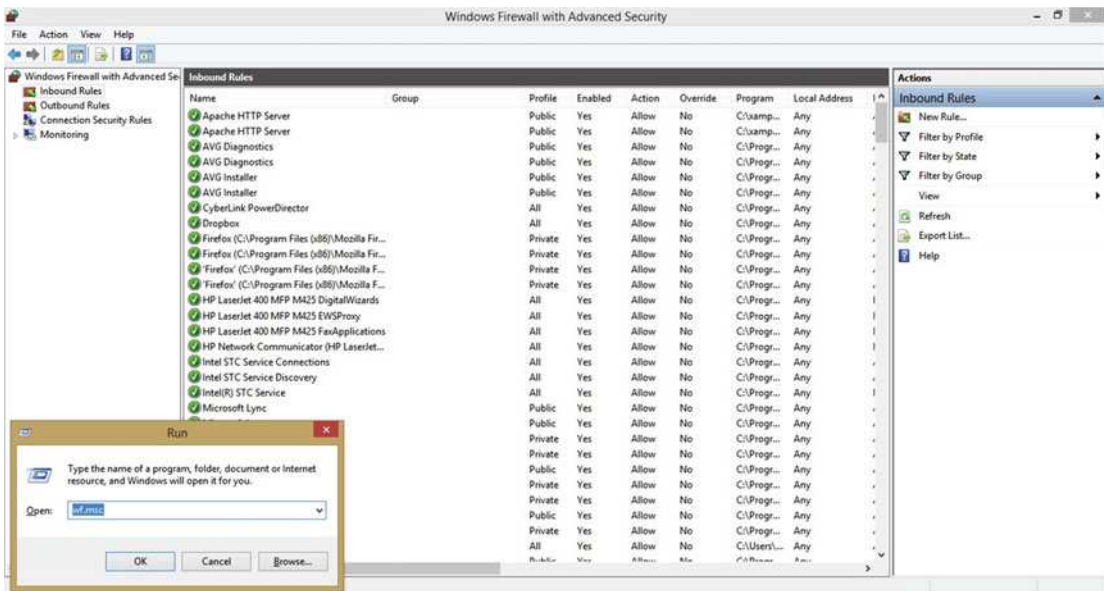 Windows Firewall with Advanced Security
File Action View Help
Windows Firewall with Advanced Se
Inbound Rules
Outbound Rules
Connection Security Rules
Monitoring
Inbound Rules
Name Group Profile Enabled Action Override Program Local Address
Apache HTTP Server Public Yes Allow No C:\xamp... Any
Apache HTTP Server Public Yes Allow No C:\xamp... Any
AVG Diagnostics Public Yes Allow No C:\Progr... Any
AVG Diagnostics Public Yes Allow No C:\Progr... Any
AVG Installer Public Yes Allow No C:\Progr... Any
AVG Installer Public Yes Allow No C:\Progr... Any
CyberLink PowerDirector All Yes Allow No C:\Progr... Any
Dropbox All Yes Allow No C:\Progr... Any
Firefox (C:\Program Files (x86)\Mozilla Fir... Private Yes Allow No C:\Progr... Any
Firefox (C:\Program Files (x86)\Mozilla Fir... Private Yes Allow No C:\Progr... Any
'Firefox' (C:\Program Files (x86)\Mozilla F... Private Yes Allow No C:\Progr... Any
'Firefox' (C:\Program Files (x86)\Mozilla F... Private Yes Allow No C:\Progr... Any
HP LaserJet 400 MFP M425 DigitalWizards All Yes Allow No C:\Progr... Any
HP LaserJet 400 MFP M425 EWSProxy All Yes Allow No C:\Progr... Any
HP LaserJet 400 MFP M425 FaxApplications All Yes Allow No C:\Progr... Any
HP Network Communicator (HP LaserJet... All Yes Allow No C:\Progr... Any
Intel STC Service Connections All Yes Allow No C:\Progr... Any
Intel STC Service Discovery All Yes Allow No C:\Progr... Any
Intel(R) STC Service All Yes Allow No C:\Progr... Any
Microsoft Lync Public Yes Allow No C:\Progr... Any
Public Yes Allow No C:\Progr... Any
Private Yes Allow No C:\Progr... Any
Private Yes Allow No C:\Progr... Any
Public Yes Allow No C:\Progr... Any
Private Yes Allow No C:\Progr... Any
Private Yes Allow No C:\Progr... Any
Public Yes Allow No C:\Progr... Any
Private Yes Allow No C:\Progr... Any
All Yes Allow No C:\Users\... Any
Actions
Inbound Rules
New Rule...
Filter by Profile
Filter by State
Filter by Group
View
Refresh
Export List...
Help
Run
Type the name of a program, folder, document or Internet
resource, and Windows will open it for you.
Open: wf.msc
OK Cancel Browse...